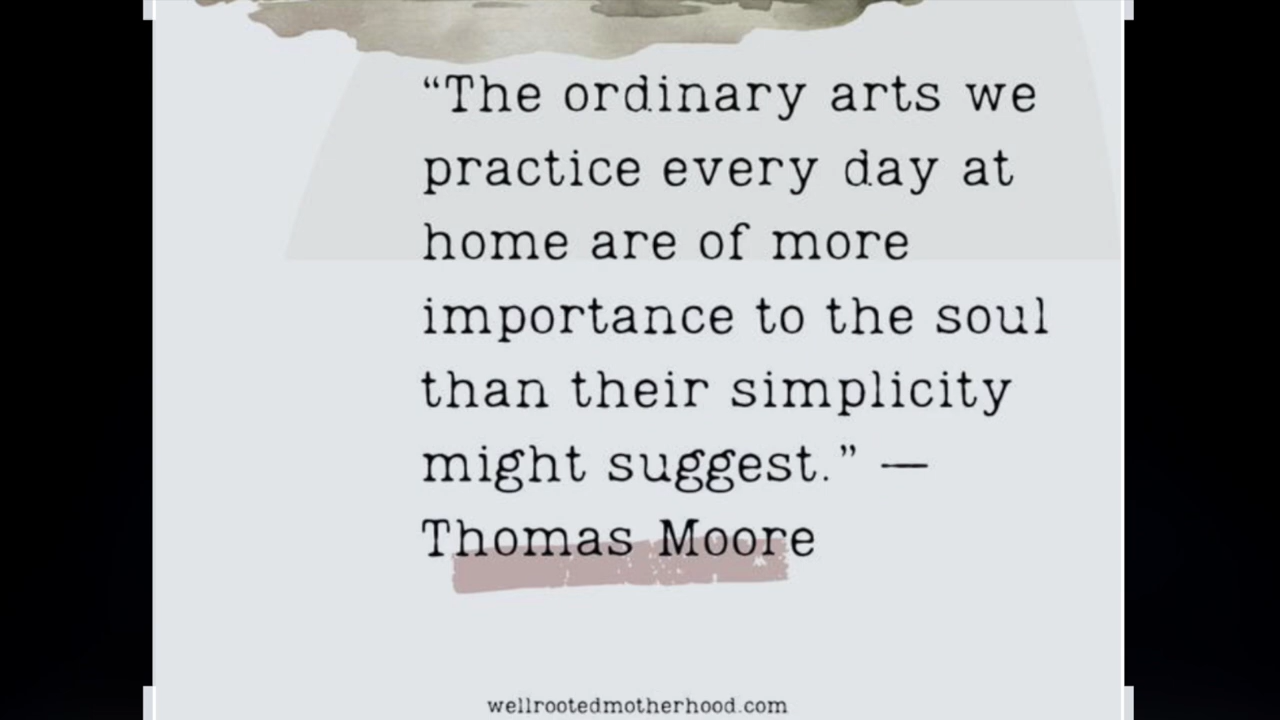 “The ordinary arts we
practice every day at
home are of more
importance to the soul
than their simplicity
might suggest.” —
Thomas Moore
wellrootedmotherhood.com